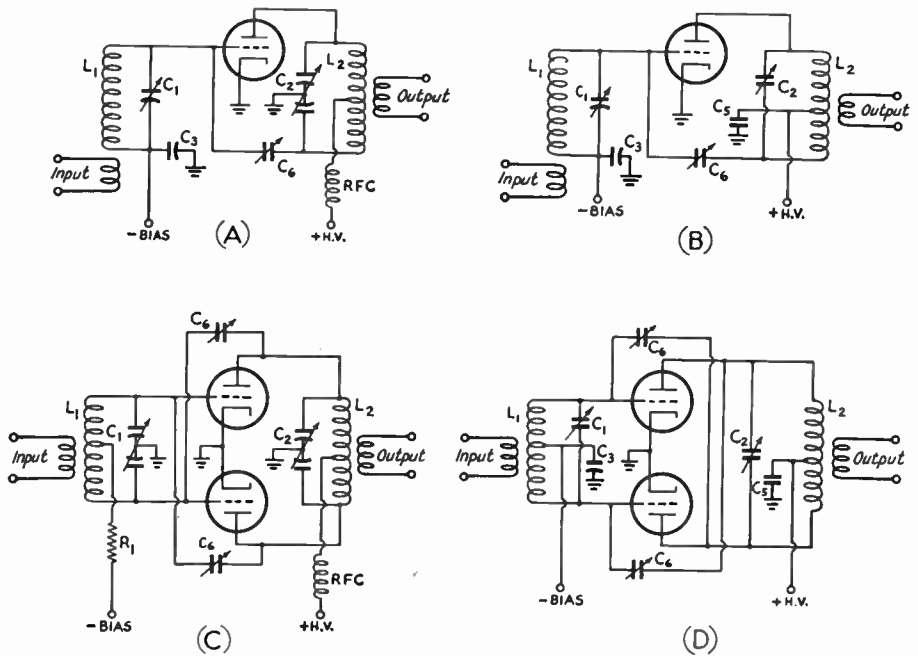 L₁
C₁
C₃
Input
-BIAS
C₂
L₂
C₆
RFC
+H.V.
Output
(A)
L₁
C₁
C₃
Input
-BIAS
C₅
C₂
L₂
C₆
+H.V.
Output
(B)
C₆
L₁
C₁
Input
R₁
-BIAS
C₆
C₂
L₂
Output
RFC
+H.V.
(C)
C₆
L₁
C₁
C₃
Input
-BIAS
C₆
C₂
L₂
C₅
Output
+H.V.
(D)